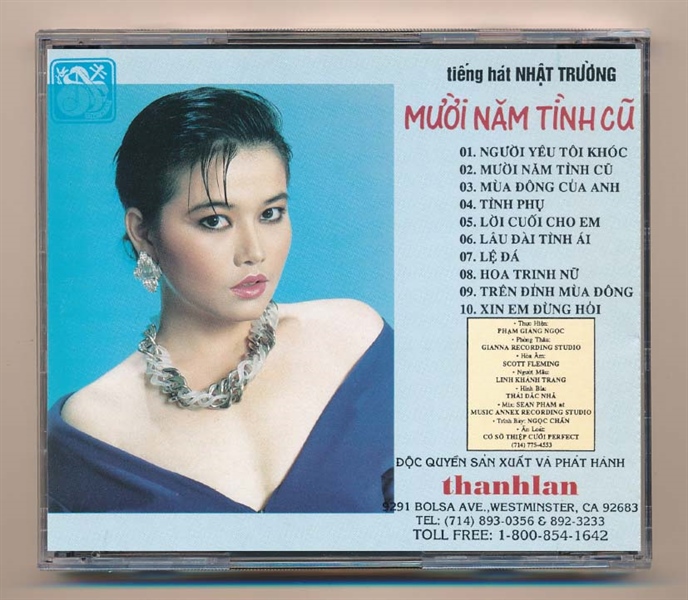 tiếng hát NHẬT TRƯỜNG
MƯỜI NĂM TÌNH CŨ
01. NGƯỜI YÊU TÔI KHÓC
02. MƯỜI NĂM TÌNH CŨ
03. MÙA ĐÔNG CỦA ANH
04. TÌNH PHỤ
05. LỜI CUỐI CHO EM
06. LÂU ĐÀI TÌNH ÁI
07. LỆ ĐÁ
08. HOA TRINH NỮ
09. TRÊN ĐỈNH MÙA ĐÔNG
10. XIN EM ĐỪNG HỎI
• Thực Hiện:
PHẠM GIANG NGỌC
• Phòng Thâu:
GIANNA RECORDING STUDIO
• Hòa Âm:
SCOTT FLEMING
• Người Mẫu:
LINH KHÁNH TRANG
• Hình Bìa:
THÁI ĐẮC NHÃ
• Mix: SEAN PHAM at
MUSIC ANNEX RECORDING STUDIO
• Trình Bày: NGỌC CHẤN
• Ấn Loát:
CƠ SỞ THIỆP CƯỚI PERFECT
(714) 775-4533
ĐỘC QUYỀN SẢN XUẤT VÀ PHÁT HÀNH
thanhlan
9291 BOLSA AVE.,WESTMINSTER, CA 92683
TEL: (714) 893-0356 & 892-3233
TOLL FREE: 1-800-854-1642